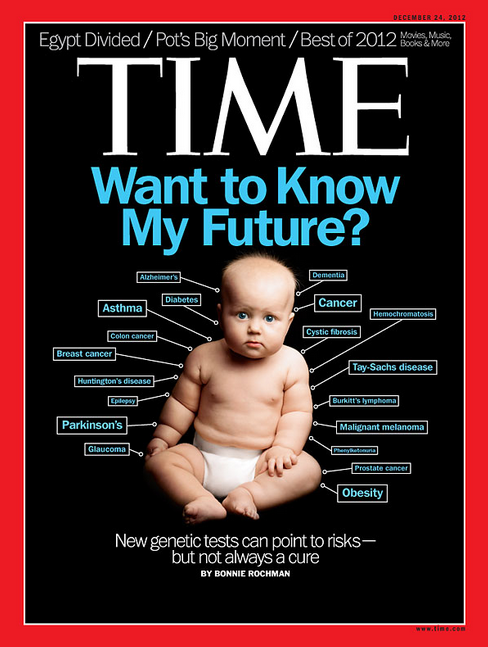 DECEMBER 24, 2012
Egypt Divided / Pot's Big Moment / Best of 2012 Movies, Music,
Books & More
TIME
Want to Know
My Future?
Alzheimer's
Dementia
Diabetes
Cancer
Asthma
Hemochromatosis
Colon cancer
Cystic fibrosis
Breast cancer
Tay-Sachs disease
Huntington's disease
Epilepsy
Burkitt's lymphoma
Parkinson's
Malignant melanoma
Glaucoma
Phenylketonuria
Prostate cancer
Obesity
New genetic tests can point to risks—
but not always a cure
BY BONNIE ROCHMAN
www.time.com